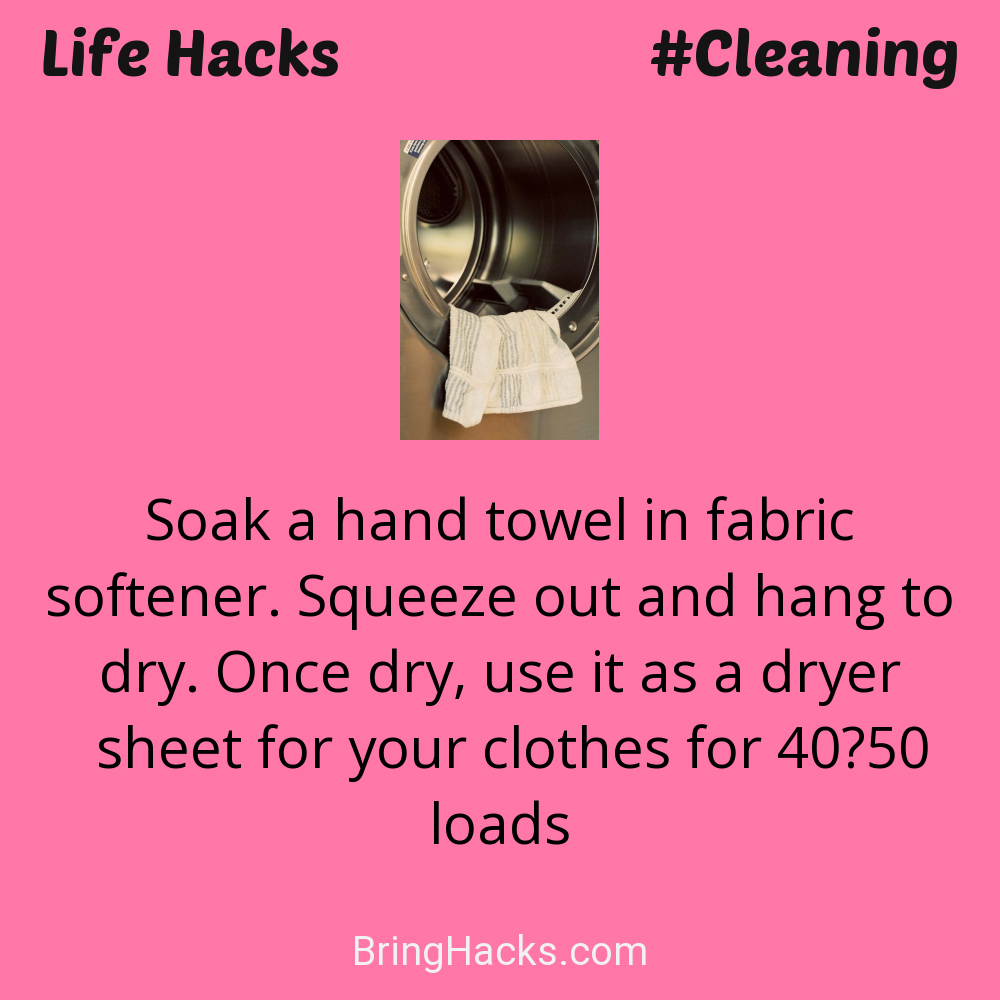 Life Hacks #Cleaning
Soak a hand towel in fabric
softener. Squeeze out and hang to
dry. Once dry, use it as a dryer
sheet for your clothes for 40?50
loads
BringHacks.com